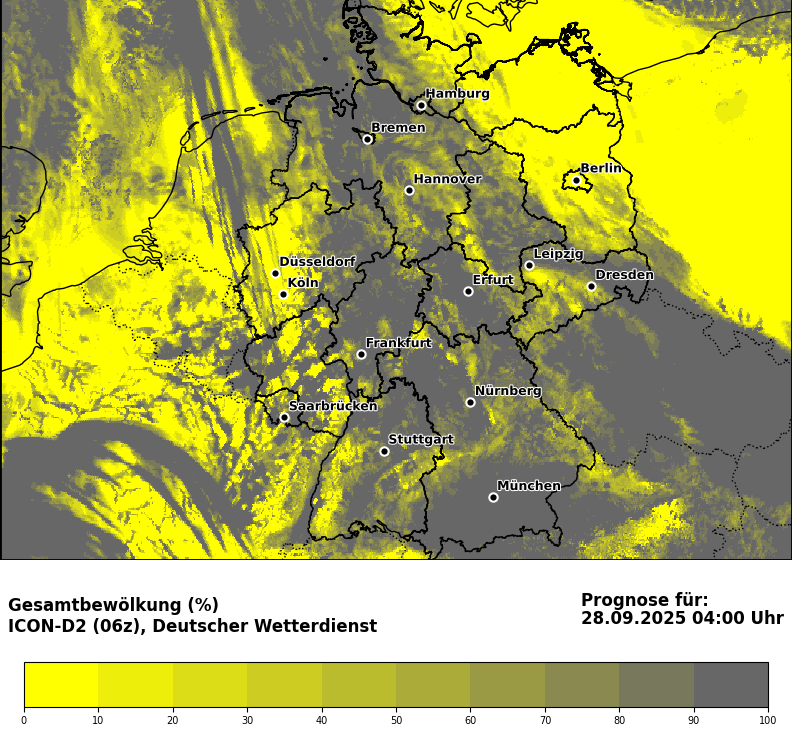 Hamburg
Bremen
Berlin
Hannover
Düsseldorf
Leipzig
Köln
Erfurt
Dresden
Frankfurt
Nürnberg
Saarbrücken
Stuttgart
München
Gesamtbewölkung (%)
ICON-D2 (06z), Deutscher Wetterdienst
Prognose für:
28.09.2025 04:00 Uhr
0 10 20 30 40 50 60 70 80 90 100